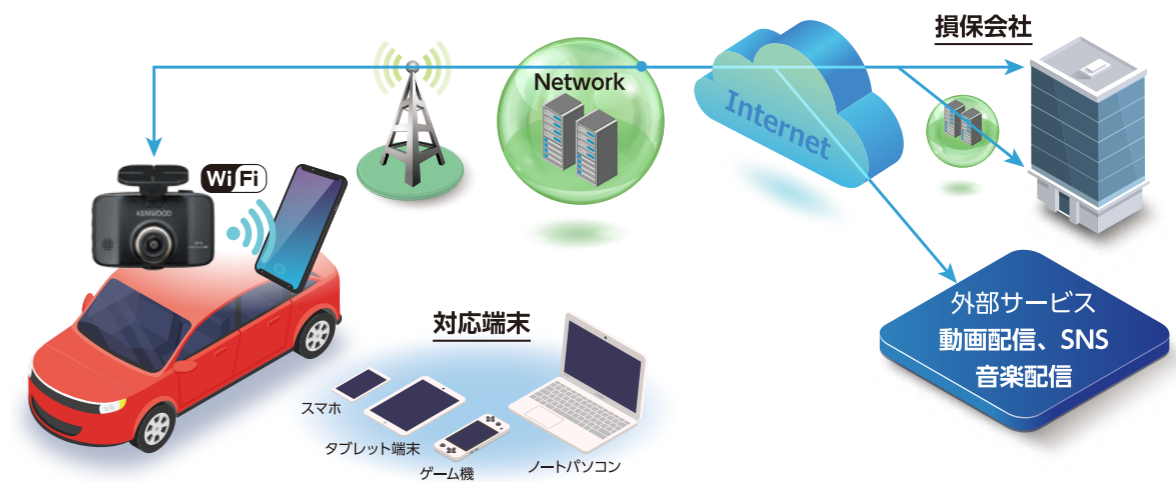 損保会社
Network
Internet
Wi Fi
KENWOOD
外部サービス
動画配信、SNS
音楽配信
対応端末
スマホ
タブレット端末
ゲーム機
ノートパソコン